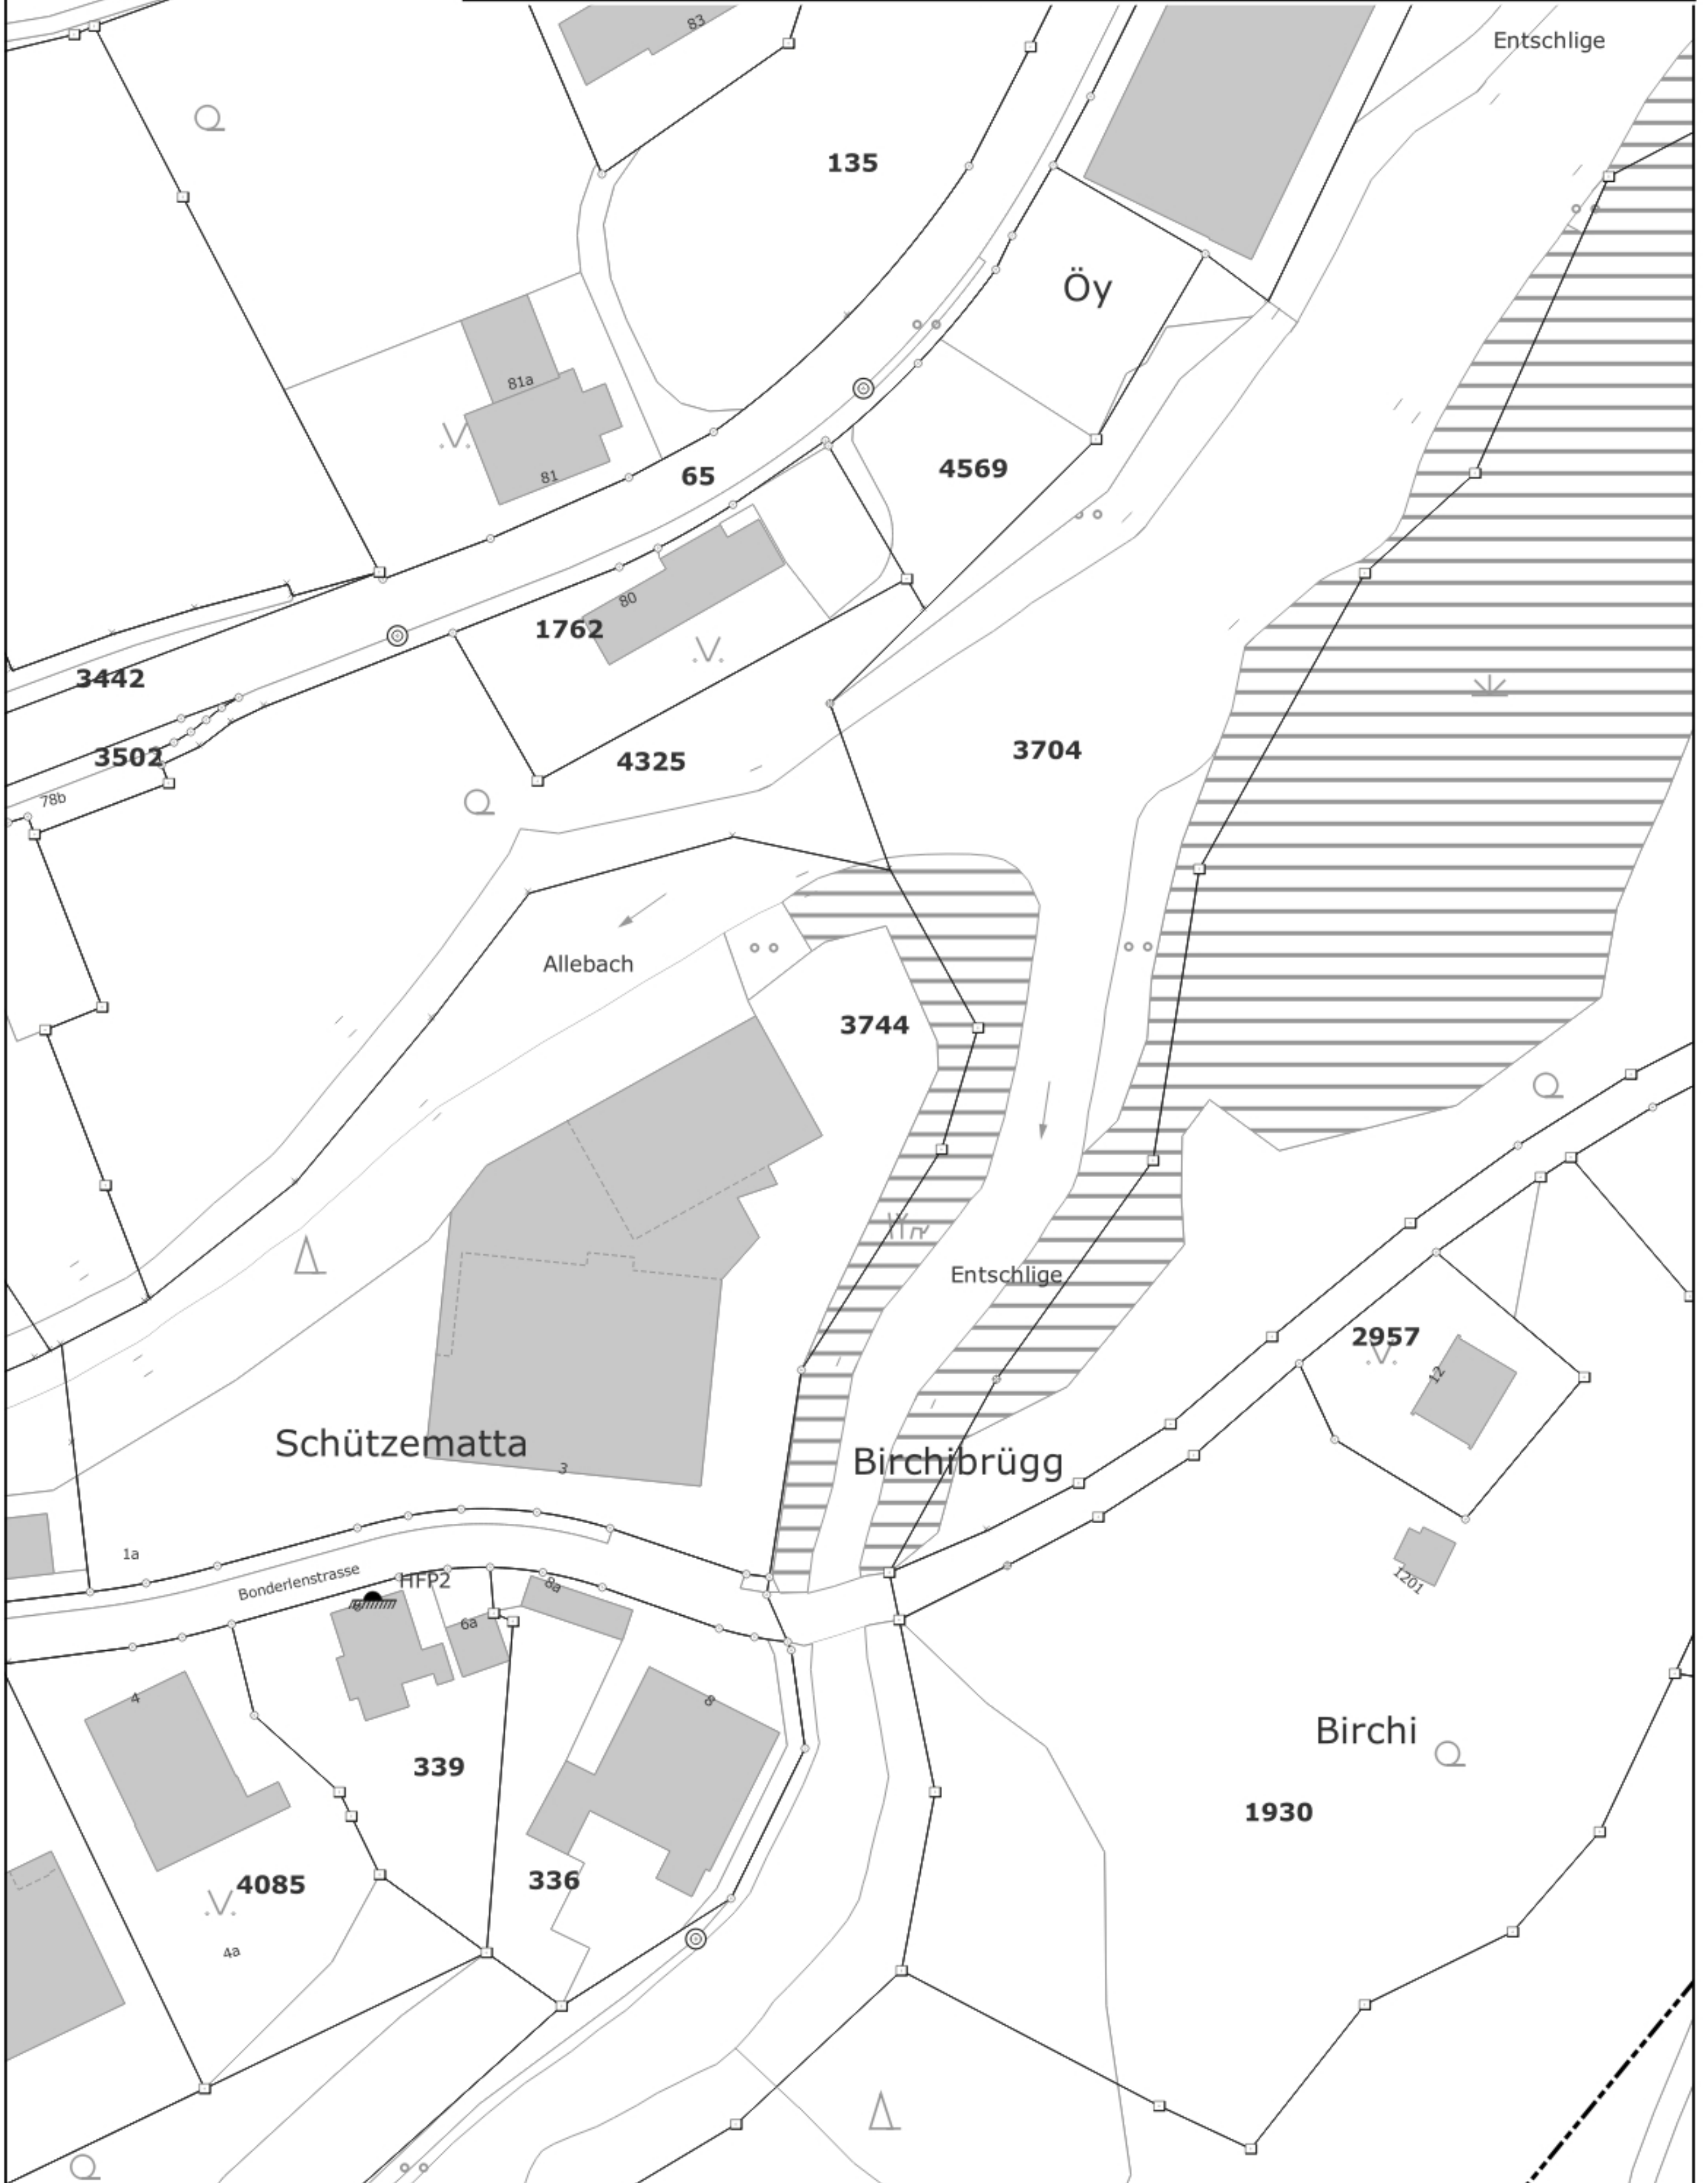 83
Entschlige
135
Öy
81a
81
65
4569
80
1762
3442
3502
4325
3704
78b
Allebach
3744
Entschlige
2957
12
Schützematta
Birchibrügg
3
1a
Bonderlenstrasse
HFP2
8a
1201
6
6a
4
8
Birchi
339
1930
336
4085
4a